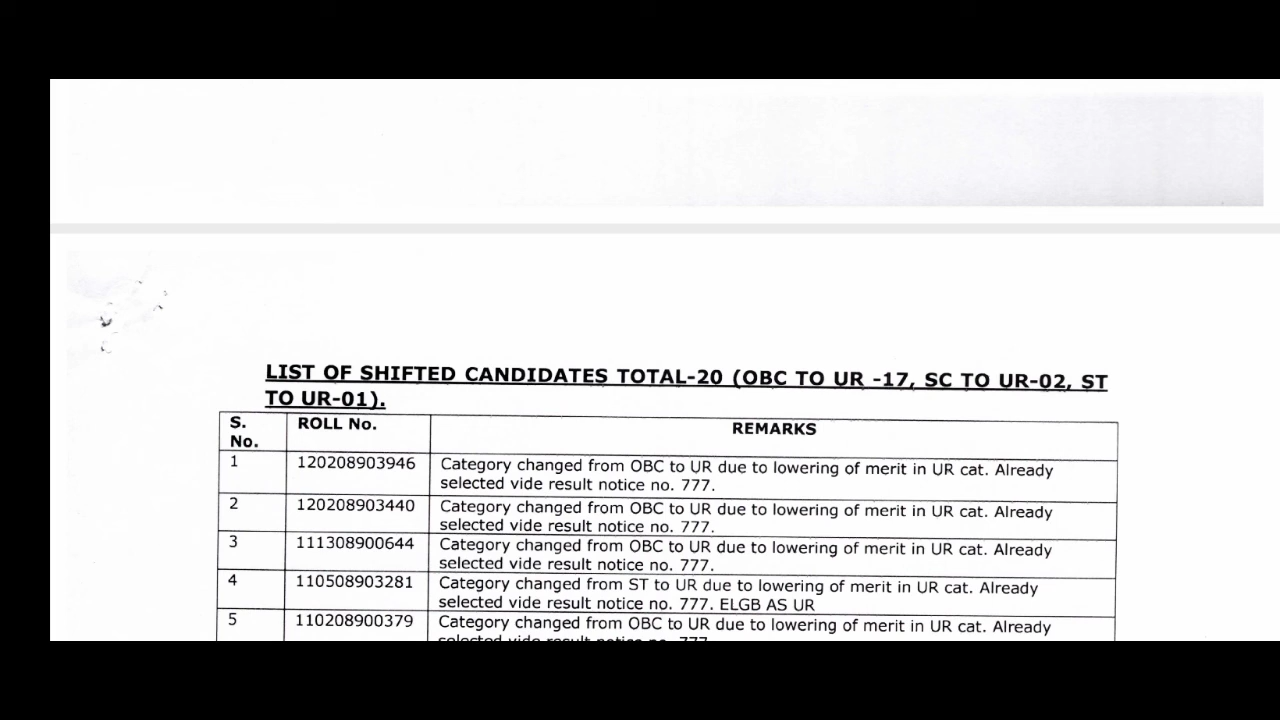 LIST OF SHIFTED CANDIDATES TOTAL-20 (OBC TO UR -17, SC TO UR-02, ST
TO UR-01).
S. No. ROLL No. REMARKS
1 120208903946 Category changed from OBC to UR due to lowering of merit in UR cat. Already
selected vide result notice no. 777.
2 120208903440 Category changed from OBC to UR due to lowering of merit in UR cat. Already
selected vide result notice no. 777.
3 111308900644 Category changed from OBC to UR due to lowering of merit in UR cat. Already
selected vide result notice no. 777.
4 110508903281 Category changed from ST to UR due to lowering of merit in UR cat. Already
selected vide result notice no. 777. ELGB AS UR
5 110208900379 Category changed from OBC to UR due to lowering of merit in UR cat. Already
selected vide result notice no. 777